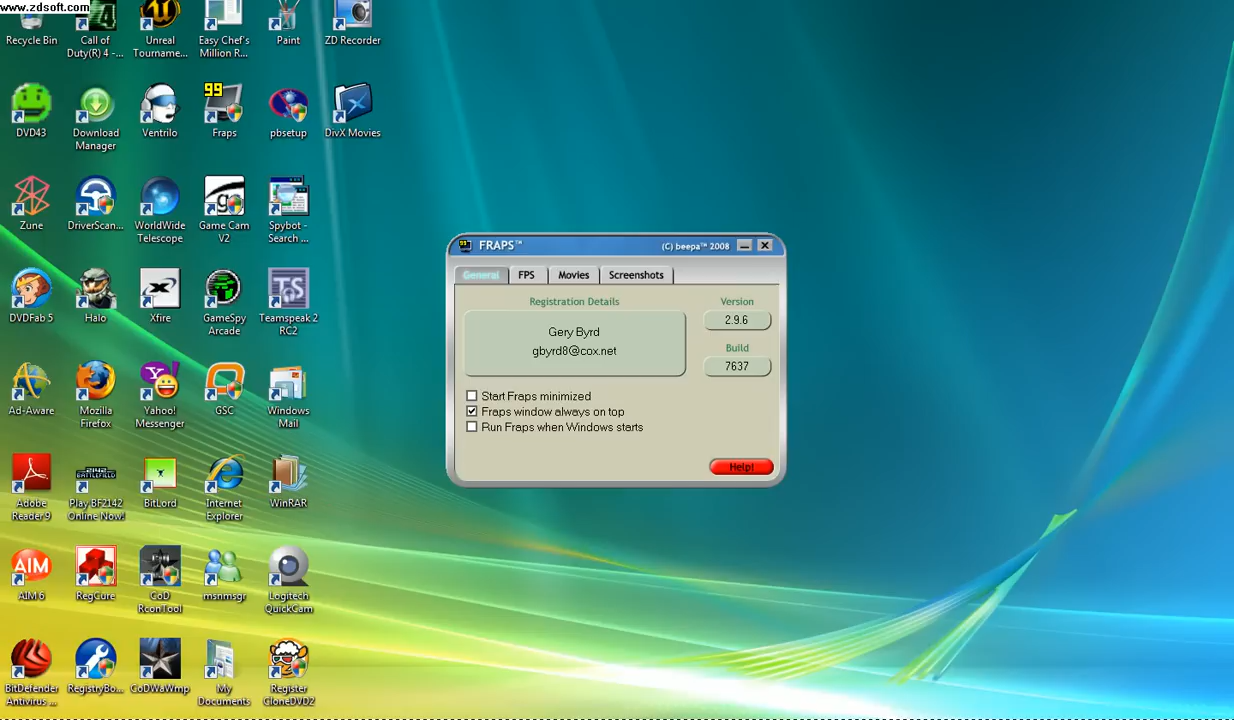 www.zdsoft.com
Recycle Bin
Call of
Duty(R) 4 -...
Unreal
Tourname...
Easy Chef's
Million R...
Paint
ZD Recorder
DVD43
Download
Manager
Ventrilo
99
Fraps
pbsetup
DivX Movies
Zune
DriverScan...
WorldWide
Telescope
Game Cam
V2
Spybot -
Search ...
DVDFab 5
Halo
Xfire
GameSpy
Arcade
TS
Teamspeak 2
RC2
Ad-Aware
Mozilla
Firefox
Yahoo!
Messenger
GSC
Windows
Mail
Adobe
Reader 9
Play BF2142
Online Now!
BitLord
Internet
Explorer
WinRAR
AIM
AIM 6
RegCure
CoD
RconTool
msnmsgr
Logitech
QuickCam
BitDefender
Antivirus ...
RegistryBo...
CoDWaWmp
My
Documents
Register
CloneDVD2
FRAPS™
(C) beepa™ 2008
General FPS Movies Screenshots
Registration Details
Gery Byrd
gbyrd8@cox.net
Version
2.9.6
Build
7637
Start Fraps minimized
Fraps window always on top
Run Fraps when Windows starts
Help!